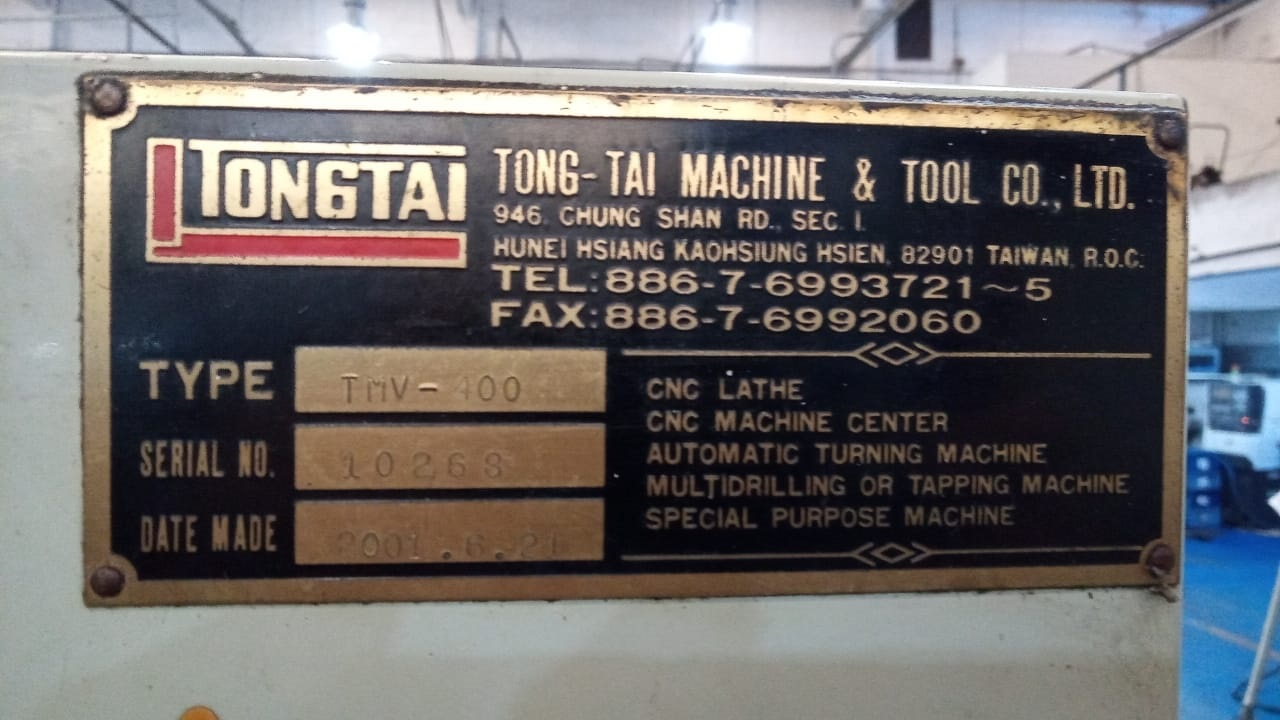 TONGTAI
TONG-TAI MACHINE & TOOL CO., LTD.
946. CHUNG SHAN RD., SEC. I.
HUNEI HSIANG KAOHSIUNG HSIEN. 82901 TAIWAN. R.O.C.
TEL:886-7-6993721~5
FAX:886-7-6992060
TYPE TMV-400
SERIAL NO.
DATE MADE 2001.6.21
CNC LATHE
CNC MACHINE CENTER
AUTOMATIC TURNING MACHINE
MULTIDRILLING OR TAPPING MACHINE
SPECIAL PURPOSE MACHINE